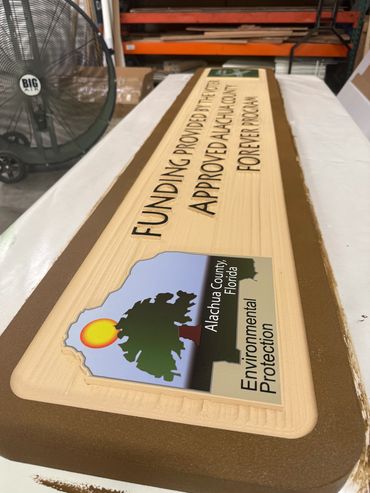 BIG
FUNDING PROVIDED BY THE VOTER
APPROVED ALACHUA COUNTY
FOREVER PROGRAM
Alachua County,
Florida
Environmental
Protection